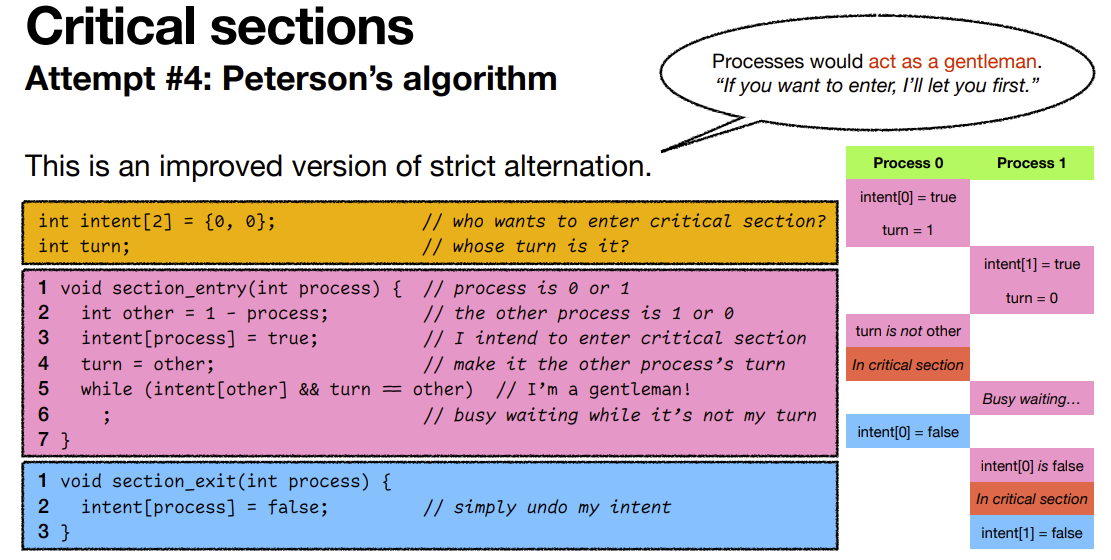 Critical sections
Attempt #4: Peterson's algorithm
Processes would act as a gentleman.
“If you want to enter, I'll let you first.”
This is an improved version of strict alternation.
int intent[2] = {0, 0}; // who wants to enter critical section?
int turn; // whose turn is it?
1 void section_entry(int process) { // process is 0 or 1
2 int other = 1 - process; // the other process's turn is 1 or 0
3 intent[process] = true; // I intend to enter critical section
4 turn = other; // make it the other process's turn
5 while (intent[other] && turn == other) // I'm a gentleman!
6 ; // busy waiting while it's not my turn
7 }
1 void section_exit(int process) {
2 intent[process] = false; // simply undo my intent
3 }
Process 0 Process 1
intent[0] = true
turn = 1
intent[1] = true
turn = 0
turn is not other
In critical section
Busy waiting…
intent[0] = false
intent[0] is false
In critical section
intent[1] = false